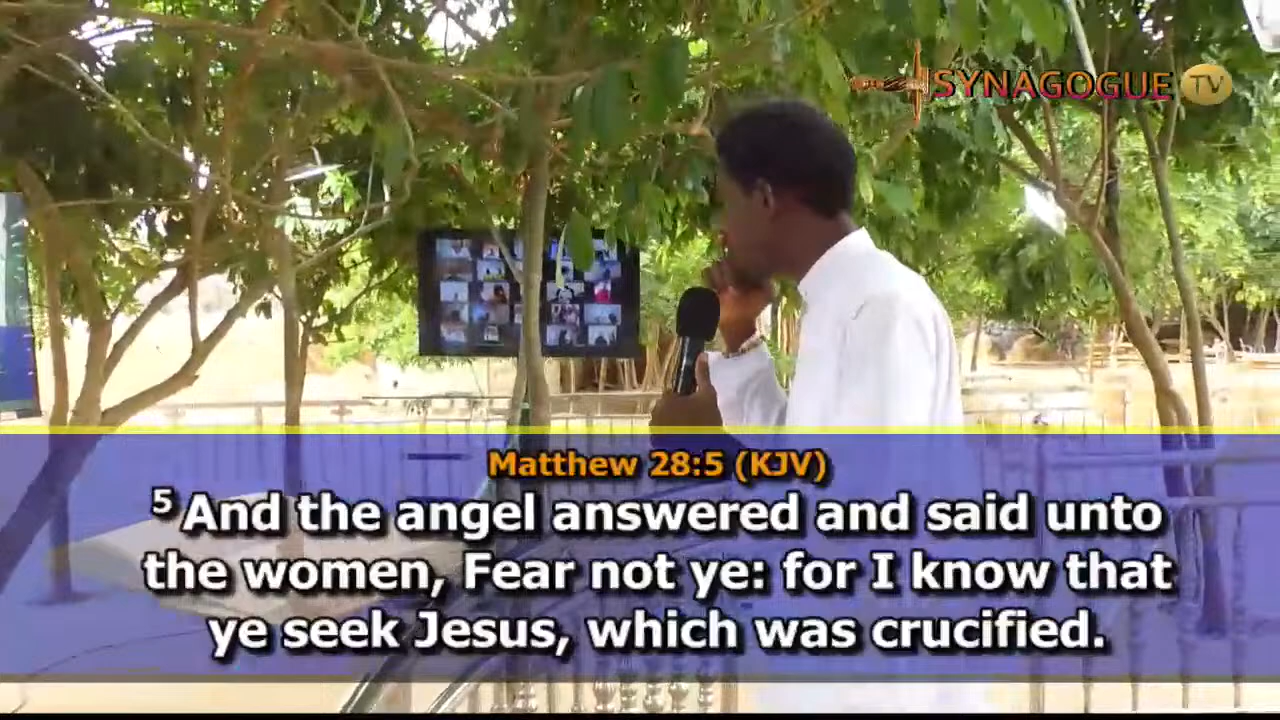 SYNAGOGUE TV
Matthew 28:5 (KJV)
5 And the angel answered and said unto
the women, Fear not ye: for I know that
ye seek Jesus, which was crucified.